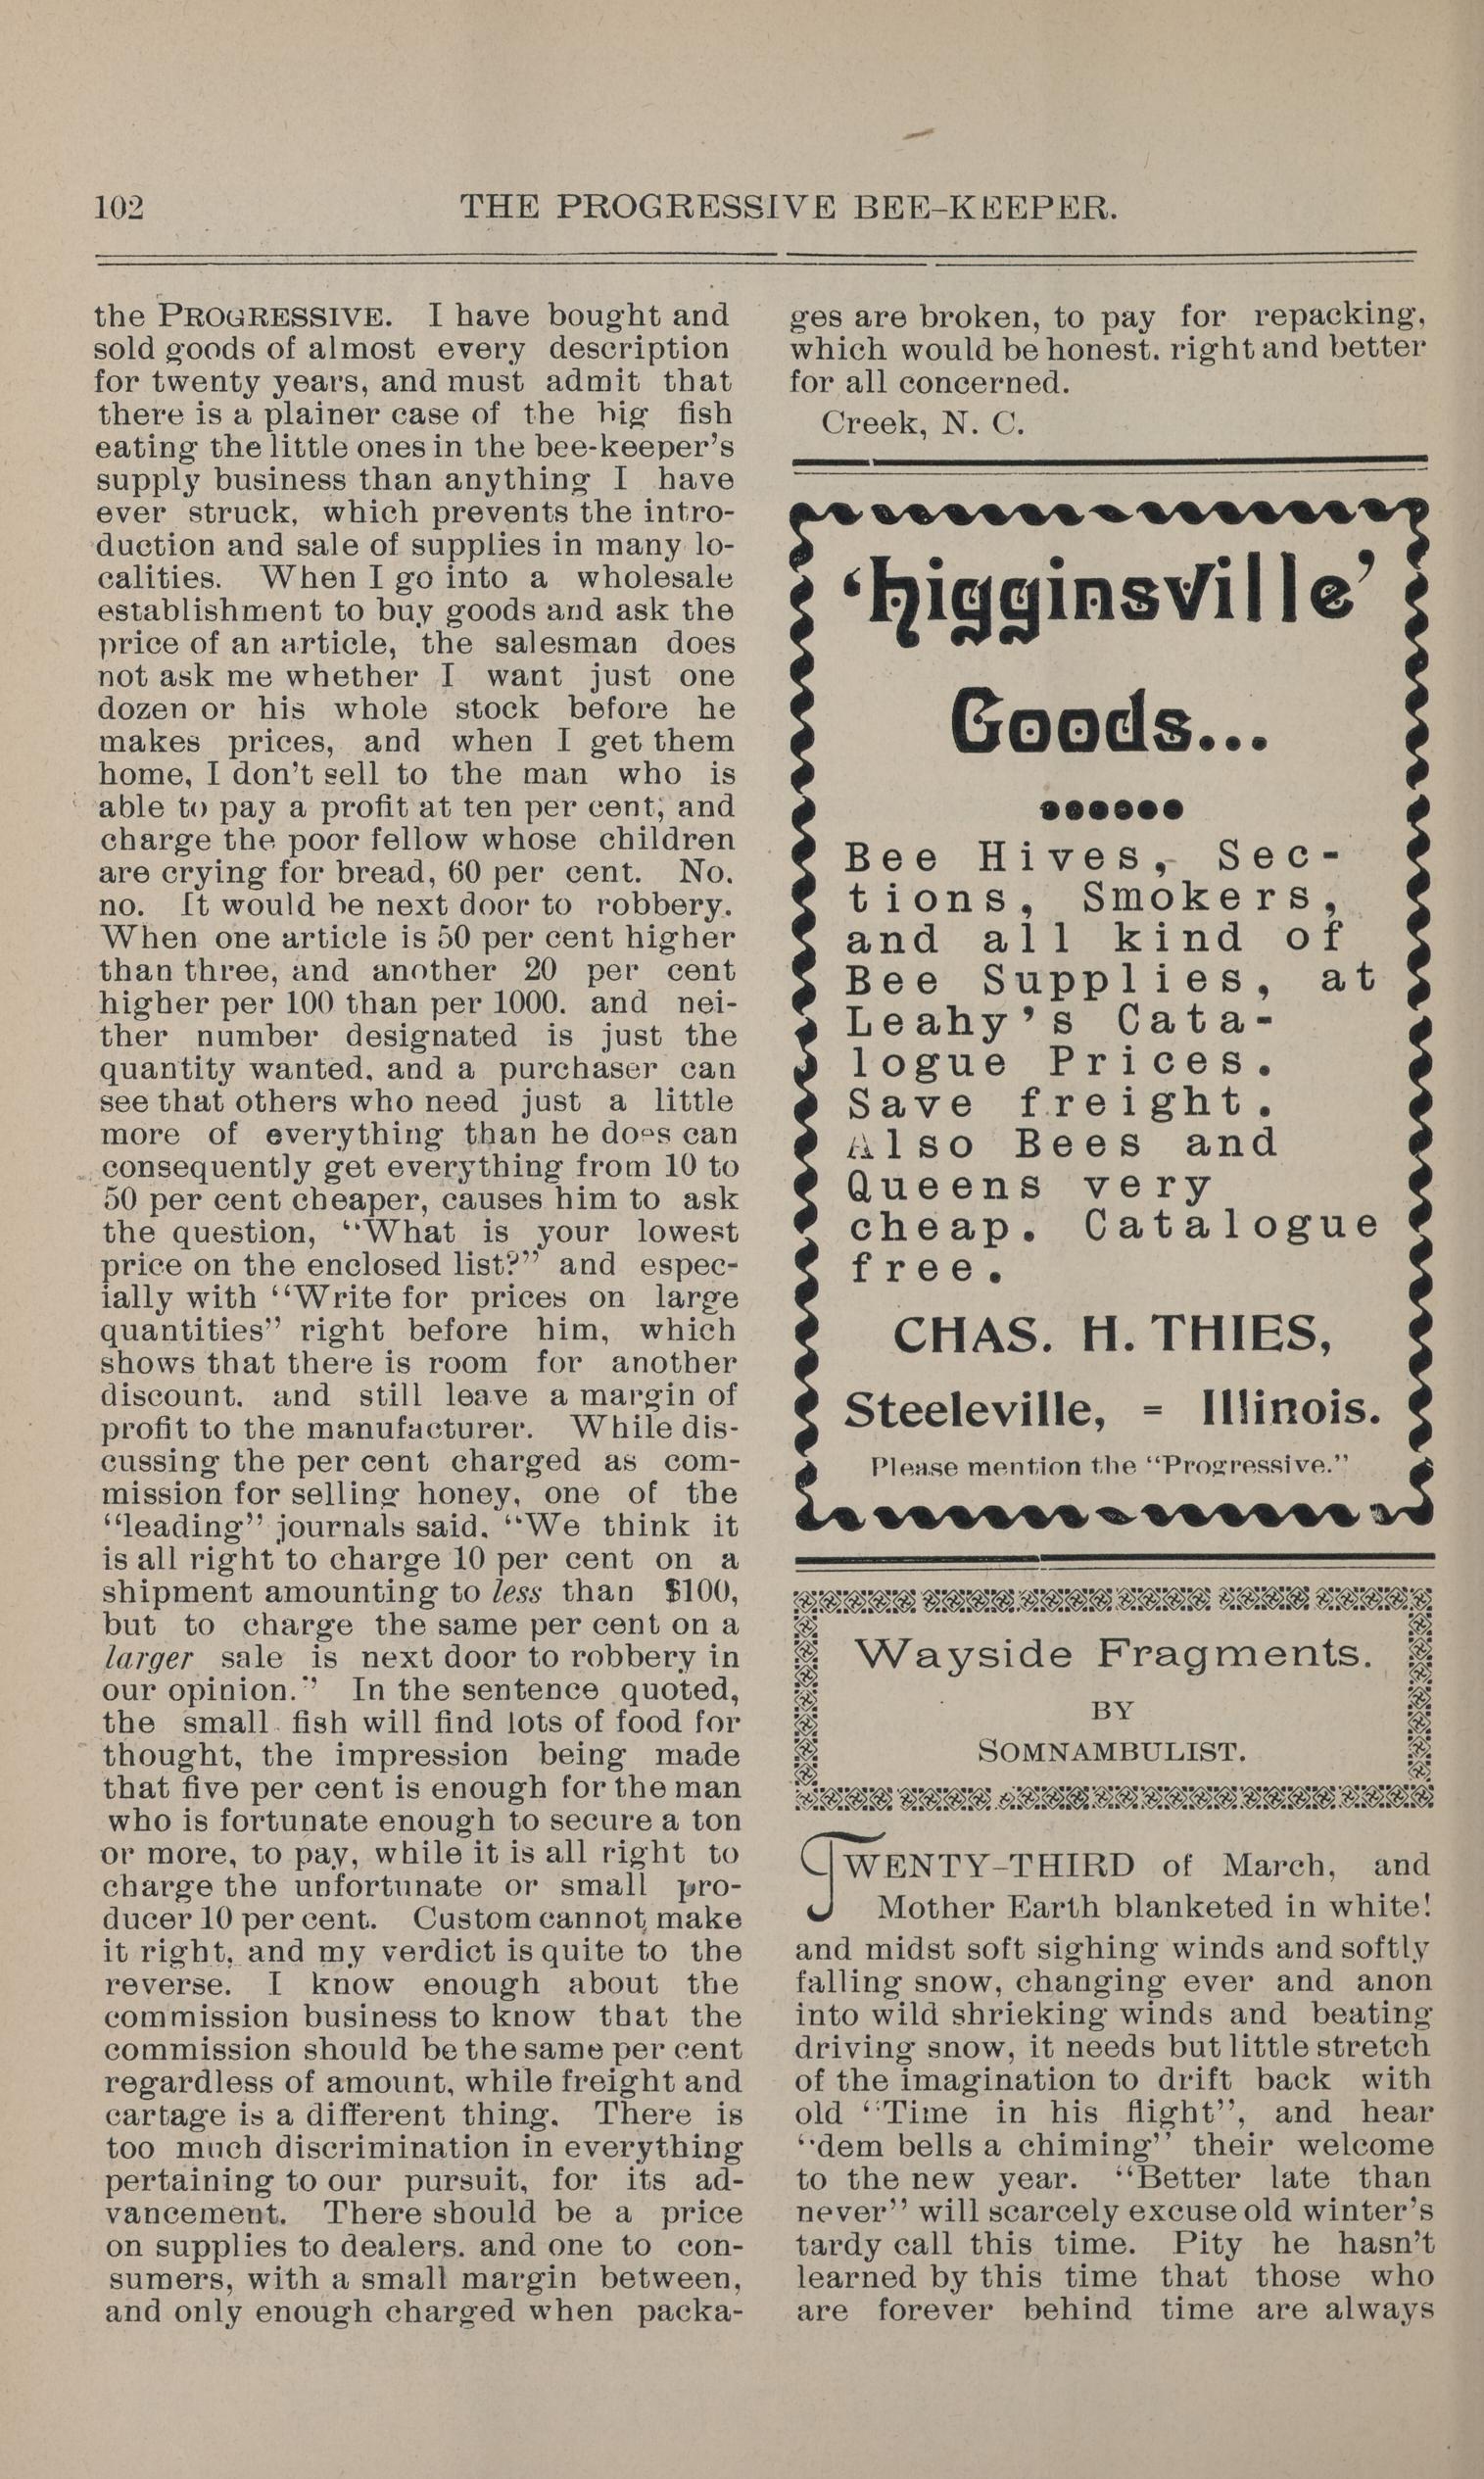 102
THE PROGRESSIVE BEE-KEEPER.
the PROGRESSIVE. I have bought and
sold goods of almost every description
for twenty years, and must admit that
there is a plainer case of the big fish
eating the little ones in the bee-keeper's
supply business than anything I have
ever struck, which prevents the intro-
duction and sale of supplies in many lo-
calities. When I go into a wholesale
establishment to buy goods and ask the
price of an article, the salesman does
not ask me whether I want just one
dozen or his whole stock before he
makes prices, and when I get them
home, I don't sell to the man who is
able to pay a profit at ten per cent, and
charge the poor fellow whose children
are crying for bread, 60 per cent. No.
no. It would be next door to robbery.
When one article is 50 per cent higher
than three, and another 20 per cent
higher per 100 than per 1000. and nei-
ther number designated is just the
quantity wanted, and a purchaser can
see that others who need just a little
more of everything than he does can
consequently get everything from 10 to
50 per cent cheaper, causes him to ask
the question, "What is your lowest
price on the enclosed list?" and espec-
ially with "Write for prices on large
quantities" right before him, which
shows that there is room for another
discount. and still leave a margin of
profit to the manufacturer. While dis-
cussing the per cent charged as com-
mission for selling honey, one of the
"leading" journals said. "We think it
is all right to charge 10 per cent on a
shipment amounting to less than $100,
but to charge the same per cent on a
larger sale is next door to robbery in
our opinion." In the sentence quoted,
the small fish will find lots of food for
thought, the impression being made
that five per cent is enough for the man
who is fortunate enough to secure a ton
or more, to pay, while it is all right to
charge the unfortunate or small pro-
ducer 10 per cent. Custom cannot make
it right, and my verdict is quite to the
reverse. I know enough about the
commission business to know that the
commission should be the same per cent
regardless of amount, while freight and
cartage is a different thing. There is
too much discrimination in everything
pertaining to our pursuit, for its ad-
vancement. There should be a price
on supplies to dealers. and one to con-
sumers, with a small margin between,
and only enough charged when packa-
ges are broken, to pay for repacking,
which would be honest. right and better
for all concerned.
Creek, N. C.
'Higginsville'
Goods...
Bee Hives, Sec-
tions, Smokers,
and all kind of
Bee Supplies, at
Leahy's Cata-
logue Prices.
Save freight.
Also Bees and
Queens very
cheap. Catalogue
free.
CHAS. H. THIES,
Steeleville, = Illinois.
Please mention the "Progressive."
Wayside Fragments.
BY
SOMNAMBULIST.
TWENTY-THIRD of March, and
Mother Earth blanketed in white!
and midst soft sighing winds and softly
falling snow, changing ever and anon
into wild shrieking winds and beating
driving snow, it needs but little stretch
of the imagination to drift back with
old "Time in his flight", and hear
"dem bells a chiming" their welcome
to the new year. "Better late than
never" will scarcely excuse old winter's
tardy call this time. Pity he hasn't
learned by this time that those who
are forever behind time are always